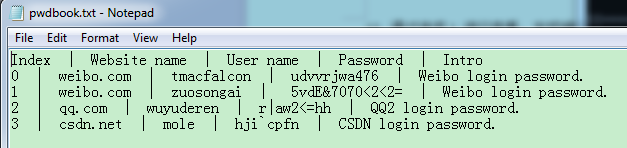 pwdbook.txt - Notepad
File Edit Format View Help
Index | Website name | User name | Password | Intro
0 | weibo.com | tmacfalcon | udvvrjwa476 | Weibo login password.
1 | weibo.com | zuosongai | 5vdE&7070<2<2= | Weibo login password.
2 | qq.com | wuyuderen | r|aw2<=hh | QQ2 login password.
3 | csdn.net | mole | hji`cpfn | CSDN login password.